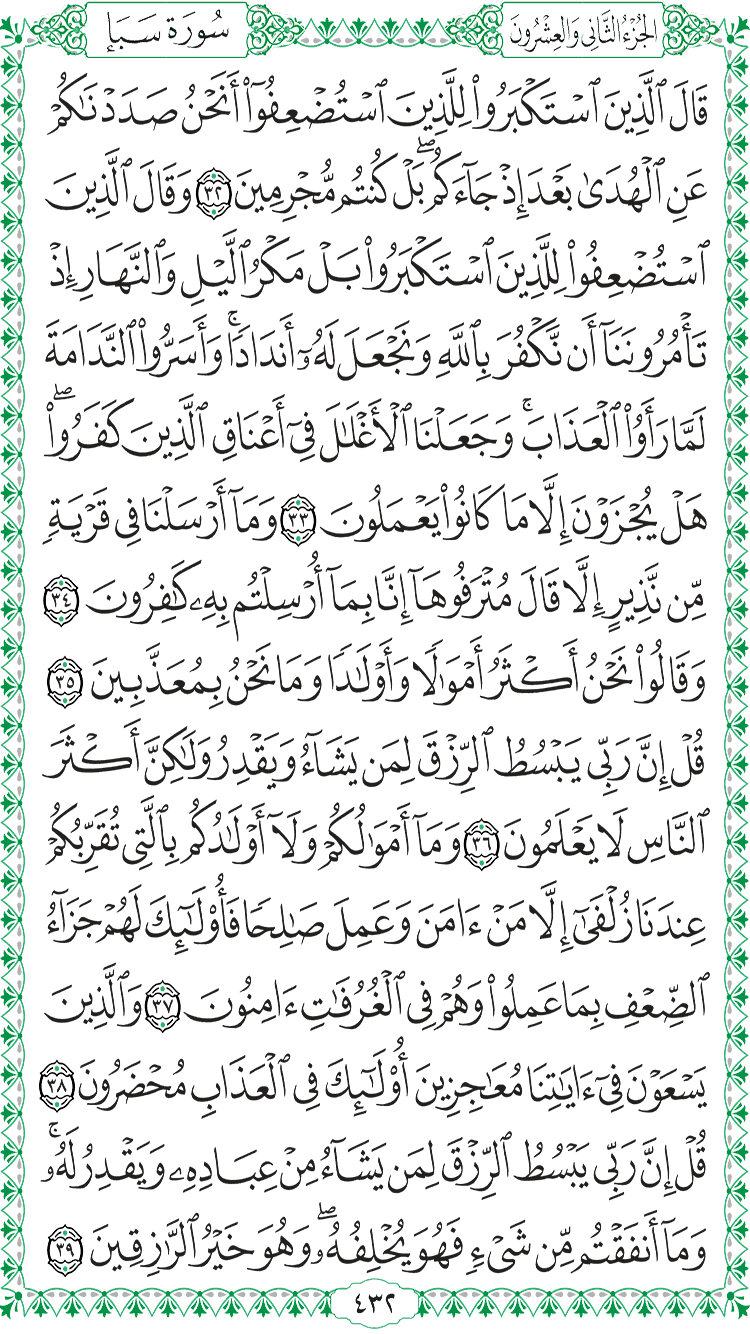 الجُزْءُ الثَّانِي وَالعِشْرُونَ
سُورَةُ سَبَإٍ
قَالَ ٱلَّذِينَ ٱسْتَكْبَرُوا۟ لِلَّذِينَ ٱسْتُضْعِفُوٓا۟ أَنَحْنُ صَدَدْنَٰكُمْ
عَنِ ٱلْهُدَىٰ بَعْدَ إِذْ جَآءَكُم ۖ بَلْ كُنتُم مُّجْرِمِينَ ٣٢ وَقَالَ ٱلَّذِينَ
ٱسْتُضْعِفُوا۟ لِلَّذِينَ ٱسْتَكْبَرُوا۟ بَلْ مَكْرُ ٱلَّيْلِ وَٱلنَّهَارِ إِذْ
تَأْمُرُونَنَآ أَن نَّكْفُرَ بِٱللَّهِ وَنَجْعَلَ لَهُۥٓ أَندَادًا ۚ وَأَسَرُّوا۟ ٱلنَّدَامَةَ
لَمَّا رَأَوُا۟ ٱلْعَذَابَ ۚ وَجَعَلْنَا ٱلْأَغْلَٰلَ فِىٓ أَعْنَاقِ ٱلَّذِينَ كَفَرُوا۟ ۖ
هَلْ يُجْزَوْنَ إِلَّا مَا كَانُوا۟ يَعْمَلُونَ ٣٣ وَمَآ أَرْسَلْنَا فِى قَرْيَةٍ
مِّن نَّذِيرٍ إِلَّا قَالَ مُتْرَفُوهَآ إِنَّا بِمَآ أُرْسِلْتُم بِهِۦ كَٰفِرُونَ ٣٤
وَقَالُوا۟ نَحْنُ أَكْثَرُ أَمْوَٰلًا وَأَوْلَٰدًا وَمَا نَحْنُ بِمُعَذَّبِينَ ٣٥
قُلْ إِنَّ رَبِّى يَبْسُطُ ٱلرِّزْقَ لِمَن يَشَآءُ وَيَقْدِرُ وَلَٰكِنَّ أَكْثَرَ
ٱلنَّاسِ لَا يَعْلَمُونَ ٣٦ وَمَآ أَمْوَٰلُكُمْ وَلَآ أَوْلَٰدُكُم بِٱلَّتِى تُقَرِّبُكُمْ
عِندَنَا زُلْفَىٰٓ إِلَّا مَنْ ءَامَنَ وَعَمِلَ صَٰلِحًا فَأُو۟لَٰٓئِكَ لَهُمْ جَزَآءُ
ٱلضِّعْفِ بِمَا عَمِلُوا۟ وَهُمْ فِى ٱلْغُرُفَٰتِ ءَامِنُونَ ٣٧ وَٱلَّذِينَ
يَسْعَوْنَ فِىٓ ءَايَٰتِنَا مُعَٰجِزِينَ أُو۟لَٰٓئِكَ فِى ٱلْعَذَابِ مُحْضَرُونَ ٣٨
قُلْ إِنَّ رَبِّى يَبْسُطُ ٱلرِّزْقَ لِمَن يَشَآءُ مِنْ عِبَادِهِۦ وَيَقْدِرُ لَهُۥ ۚ
وَمَآ أَنفَقْتُم مِّن شَىْءٍ فَهُوَ يُخْلِفُهُۥ ۖ وَهُوَ خَيْرُ ٱلرَّٰزِقِينَ ٣٩
٤٣٢